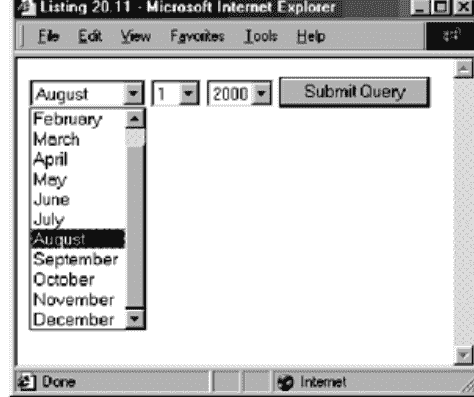 Listing 20.11 - Microsoft Internet Explorer
File Edit View Favorites Tools Help
August 1 2000 Submit Query
February
March
April
May
June
July
August
September
October
November
December
Done Internet